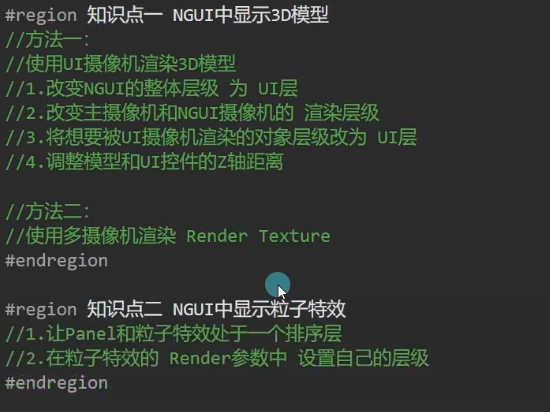 #region 知识点一 NGUI中显示3D模型
//方法一：
//使用UI摄像机渲染3D模型
//1.改变NGUI的整体层级 为 UI层
//2.改变主摄像机和NGUI摄像机的 渲染层级
//3.将想要被UI摄像机渲染的对象层级改为 UI层
//4.调整模型和UI控件的Z轴距离
//方法二：
//使用多摄像机渲染 Render Texture
#endregion
#region 知识点二 NGUI中显示粒子特效
//1.让Panel和粒子特效处于一个排序层
//2.在粒子特效的 Render参数中 设置自己的层级
#endregion